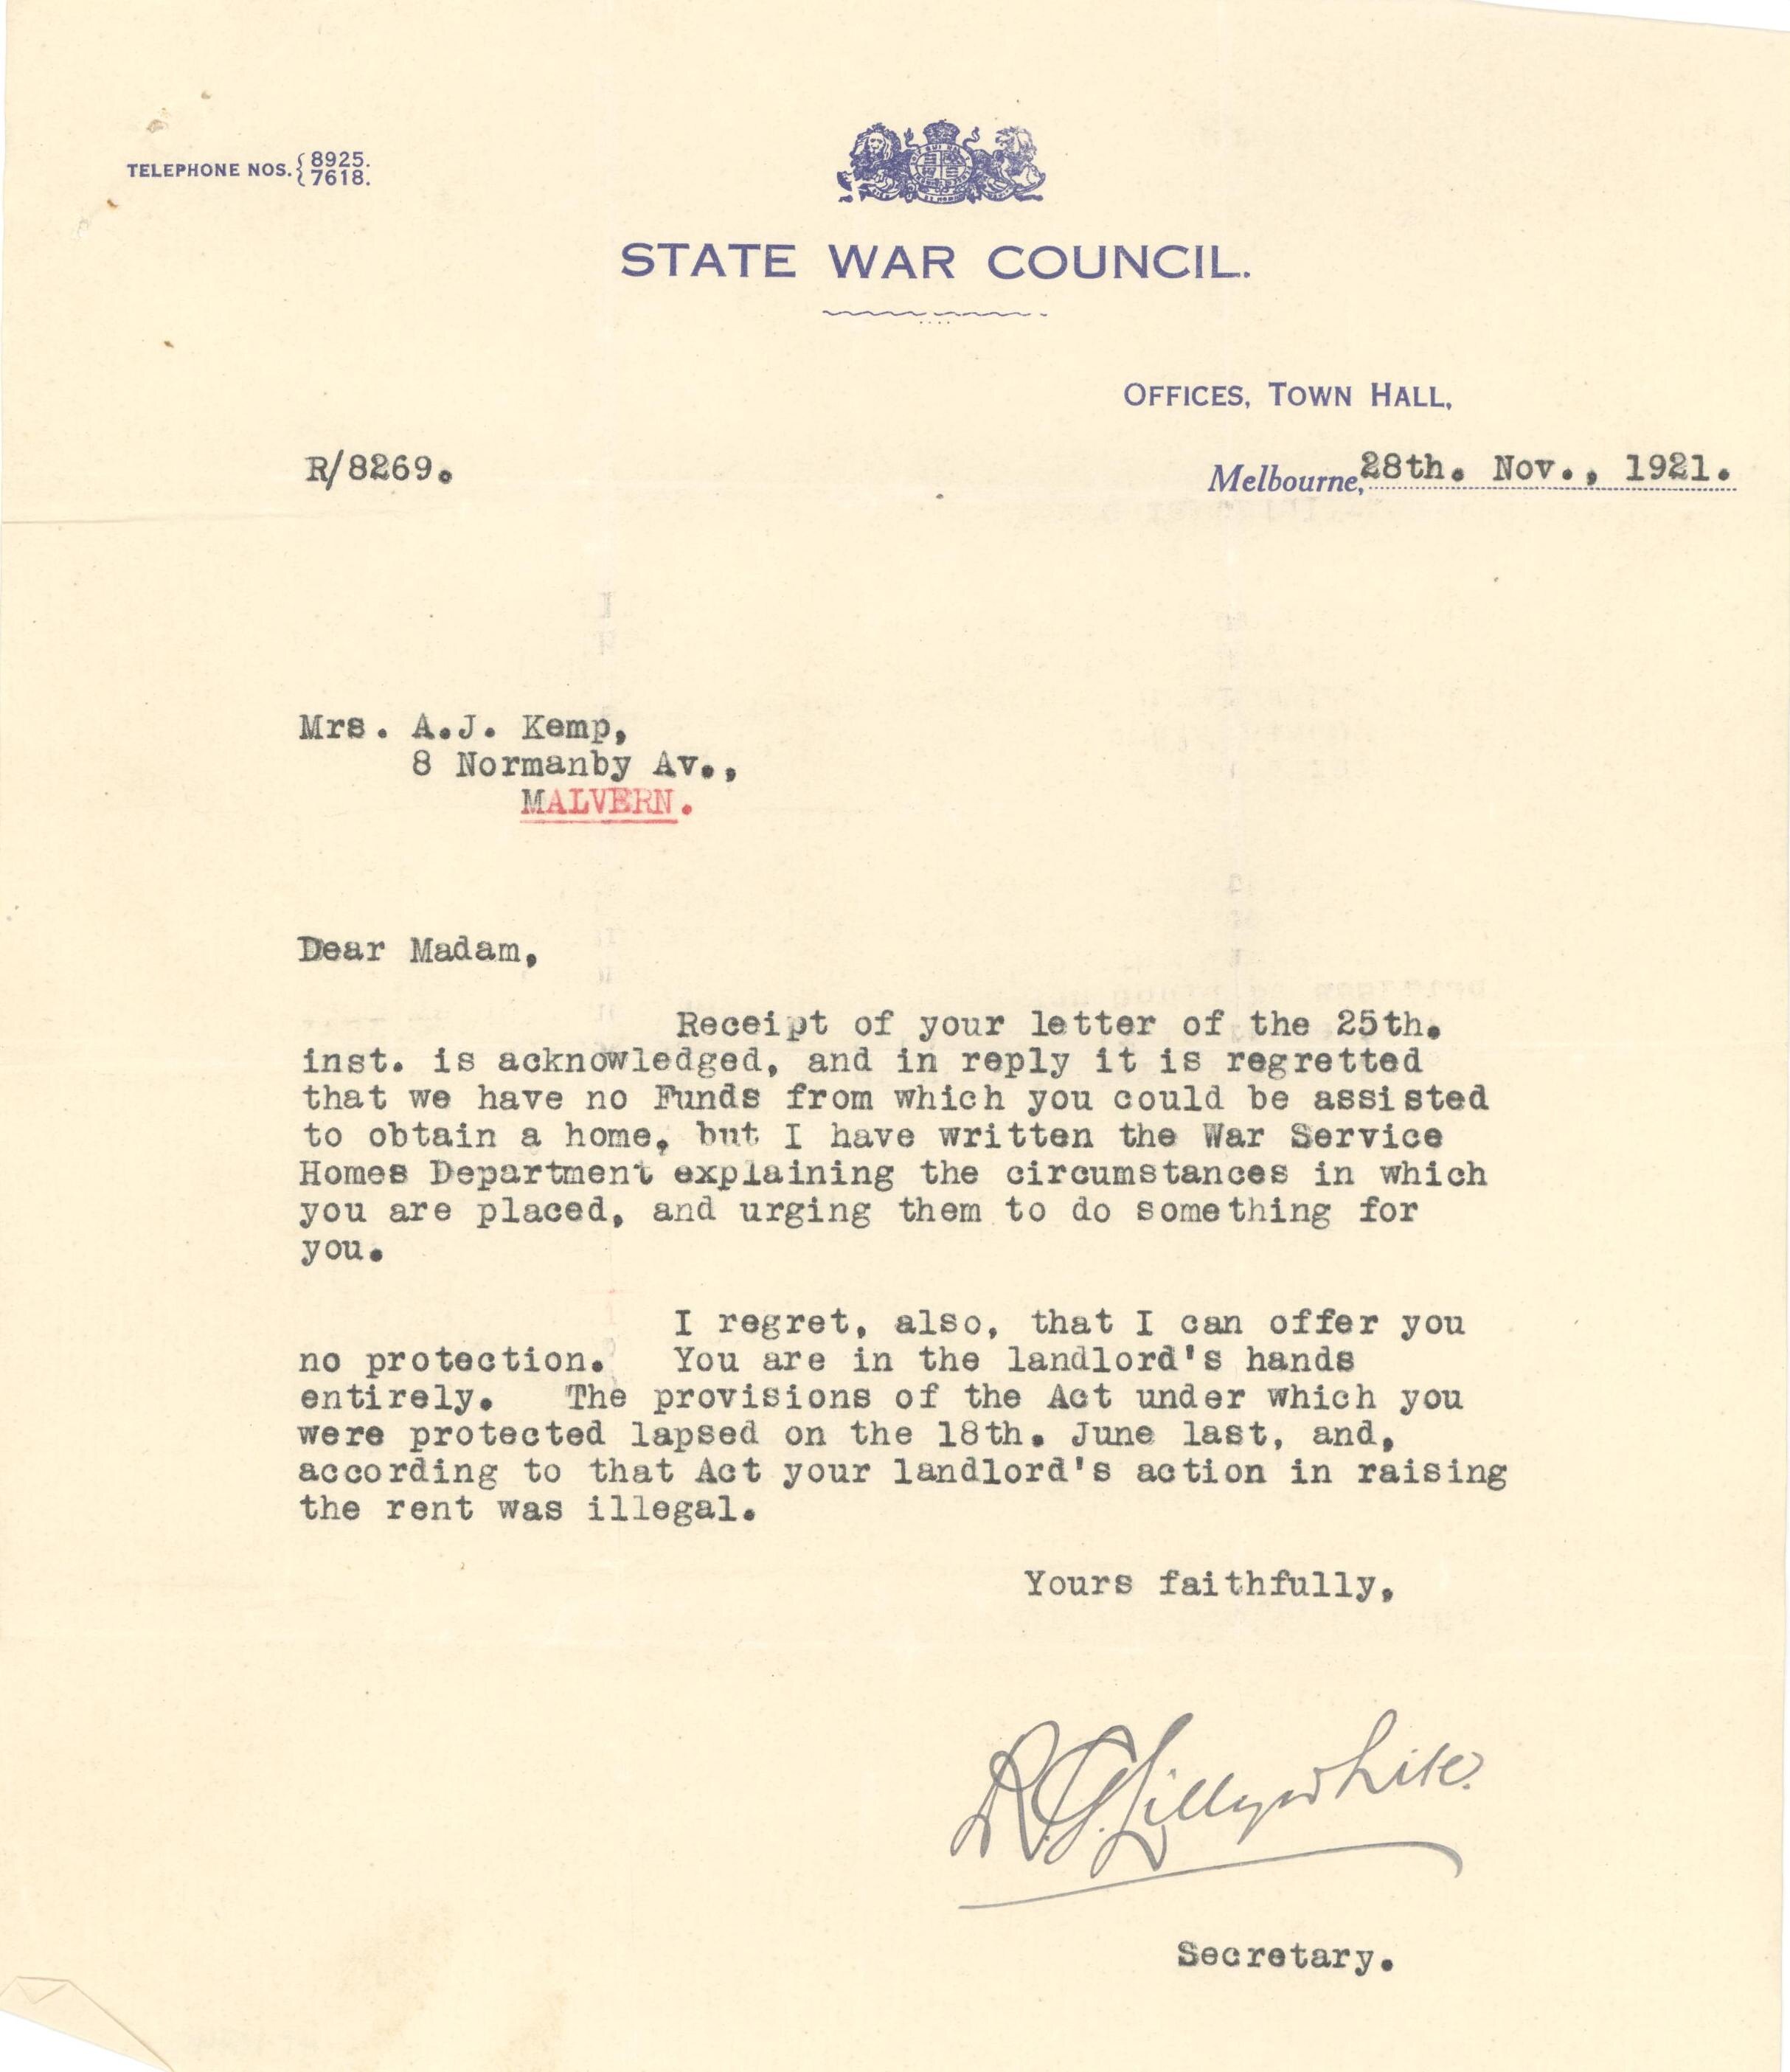 TELEPHONE NOS. { 8925.
7618.
STATE WAR COUNCIL.
OFFICES, TOWN HALL,
R/8269.
Melbourne, 28th. Nov., 1921.
Mrs. A.J. Kemp,
8 Normanby Av.,
MALVERN.
Dear Madam,
Receipt of your letter of the 25th.
inst. is acknowledged, and in reply it is regretted
that we have no Funds from which you could be assisted
to obtain a home, but I have written the War Service
Homes Department explaining the circumstances in which
you are placed, and urging them to do something for
you.
I regret, also, that I can offer you
no protection. You are in the landlord's hands
entirely. The provisions of the Act under which you
were protected lapsed on the 18th. June last, and,
according to that Act your landlord's action in raising
the rent was illegal.
Yours faithfully,
R.G. Lillywhite.
Secretary.